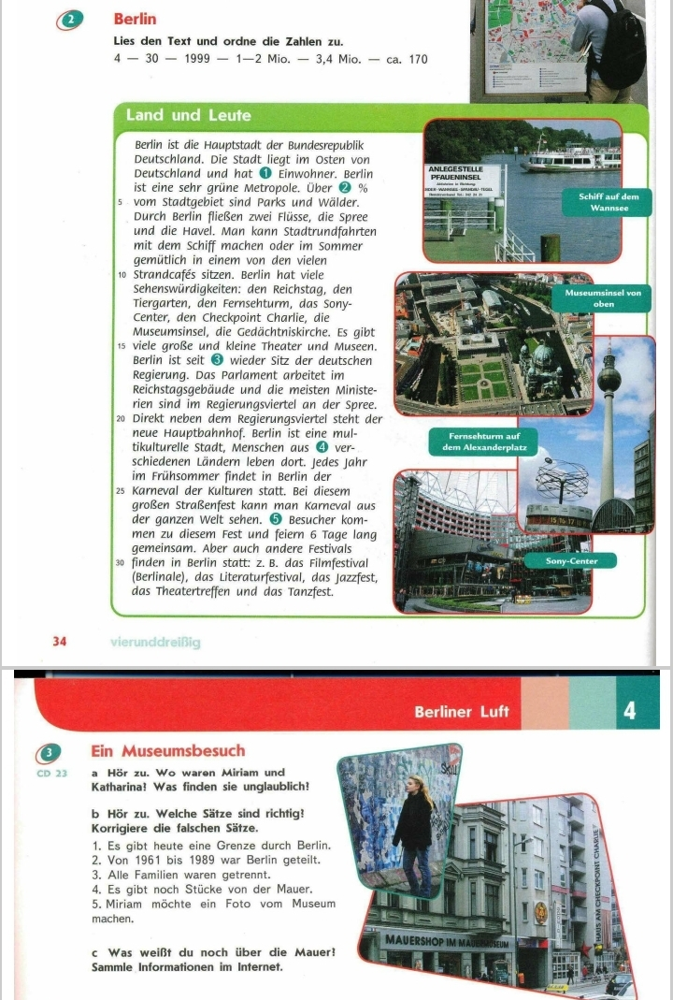 2
Berlin
Lies den Text und ordne die Zahlen zu.
4 — 30 — 1999 — 1—2 Mio. — 3,4 Mio. — ca. 170
Land und Leute
Berlin ist die Hauptstadt der Bundesrepublik
Deutschland. Die Stadt liegt im Osten von
Deutschland und hat 1 Einwohner. Berlin
ist eine sehr grüne Metropole. Über 2 %
5 vom Stadtgebiet sind Parks und Wälder.
Durch Berlin fließen zwei Flüsse, die Spree
und die Havel. Man kann Stadtrundfahrten
mit dem Schiff machen oder im Sommer
gemütlich in einem von den vielen
10 Strandcafés sitzen. Berlin hat viele
Sehenswürdigkeiten: den Reichstag, den
Tiergarten, den Fernsehturm, das Sony-
Center, den Checkpoint Charlie, die
Museumsinsel, die Gedächtniskirche. Es gibt
15 viele große und kleine Theater und Museen.
Berlin ist seit 3 wieder Sitz der deutschen
Regierung. Das Parlament arbeitet im
Reichstagsgebäude und die meisten Ministe-
rien sind im Regierungsviertel an der Spree.
20 Direkt neben dem Regierungsviertel steht der
neue Hauptbahnhof. Berlin ist eine mul-
tikulturelle Stadt, Menschen aus 4 ver-
schiedenen Ländern leben dort. Jedes Jahr
im Frühsommer findet in Berlin der
25 Karneval der Kulturen statt. Bei diesem
großen Straßenfest kann man Karneval aus
der ganzen Welt sehen. 5 Besucher kom-
men zu diesem Fest und feiern 6 Tage lang
gemeinsam. Aber auch andere Festivals
30 finden in Berlin statt: z. B. das Filmfestival
(Berlinale), das Literaturfestival, das Jazzfest,
das Theatertreffen und das Tanzfest.
ANLEGESTELLE
PFAUENINSEL
Schiff auf dem
Wannsee
Museumsinsel von
oben
Fernsehturm auf
dem Alexanderplatz
15 16 17
Sony-Center
34 vierunddreißig
Berliner Luft 4
3
CD 23
Ein Museumsbesuch
a Hör zu. Wo waren Miriam und
Katharina? Was finden sie unglaublich?
b Hör zu. Welche Sätze sind richtig?
Korrigiere die falschen Sätze.
1. Es gibt heute eine Grenze durch Berlin.
2. Von 1961 bis 1989 war Berlin geteilt.
3. Alle Familien waren getrennt.
4. Es gibt noch Stücke von der Mauer.
5. Miriam möchte ein Foto vom Museum
machen.
c Was weißt du noch über die Mauer?
Sammle Informationen im Internet.
MAUERSHOP IM MAUERMUSEUM
HAUS AM CHECKPOINT CHARLIE